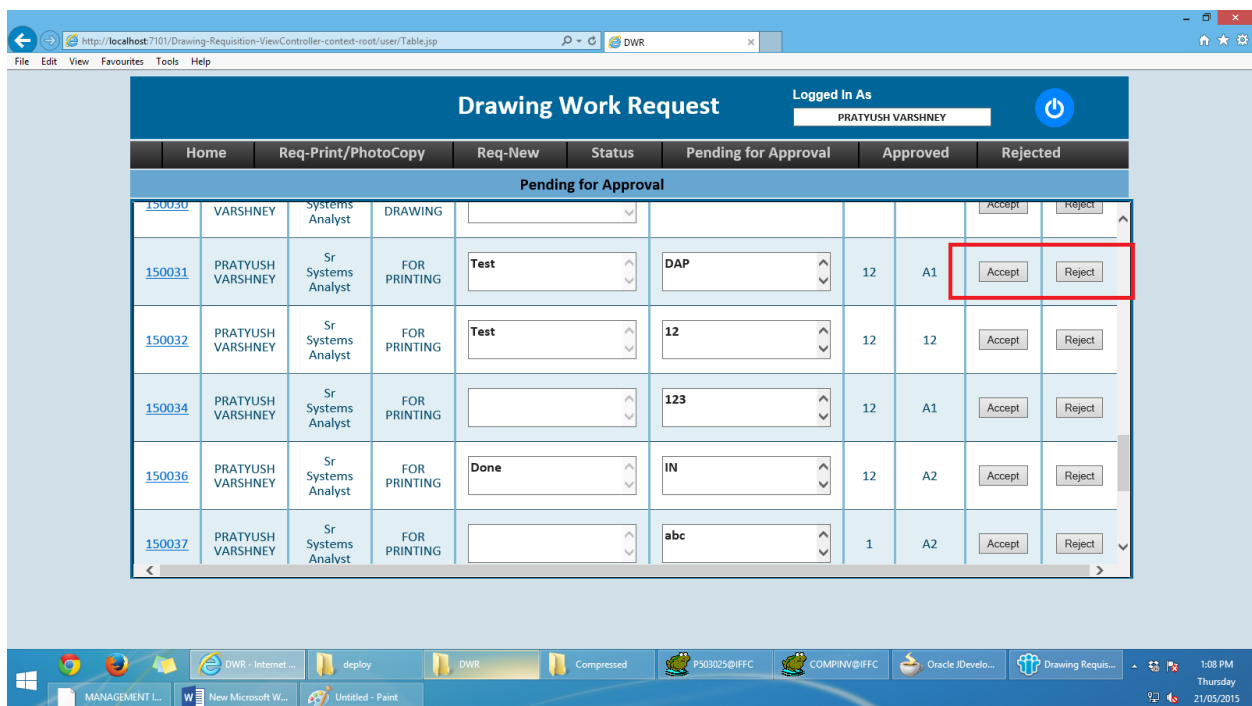 http://localhost:7101/Drawing-Requisition-ViewController-context-root/user/Table.jsp
DWR
File Edit View Favourites Tools Help
Drawing Work Request
Logged In As
PRATYUSH VARSHNEY
Home Req-Print/PhotoCopy Req-New Status Pending for Approval Approved Rejected
Pending for Approval
150030 VARSHNEY Systems Analyst DRAWING Accept Reject
150031 PRATYUSH VARSHNEY Sr Systems Analyst FOR PRINTING Test DAP 12 A1 Accept Reject
150032 PRATYUSH VARSHNEY Sr Systems Analyst FOR PRINTING Test 12 12 12 Accept Reject
150034 PRATYUSH VARSHNEY Sr Systems Analyst FOR PRINTING 123 12 A1 Accept Reject
150036 PRATYUSH VARSHNEY Sr Systems Analyst FOR PRINTING Done IN 12 A2 Accept Reject
150037 PRATYUSH VARSHNEY Sr Systems Analyst FOR PRINTING abc 1 A2 Accept Reject
DWR - Internet ... deploy DWR Compressed P503025@IFFC COMPINV@IFFC Oracle JDevelo... Drawing Requis... 1:08 PM
Thursday
MANAGEMENT I... New Microsoft W... Untitled - Paint 21/05/2015